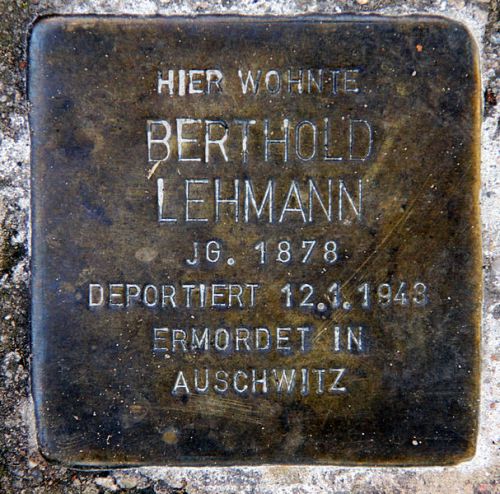 HIER WOHNTE
BERTHOLD
LEHMANN
JG. 1878
DEPORTIERT 12.1.1943
ERMORDET IN
AUSCHWITZ